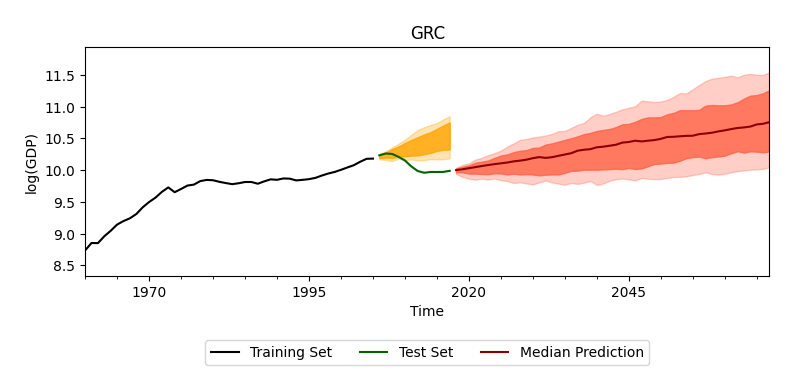 GRC
log(GDP)
11.5
11.0
10.5
10.0
9.5
9.0
8.5
1970 1995 2020 2045
Time
Training Set Test Set Median Prediction